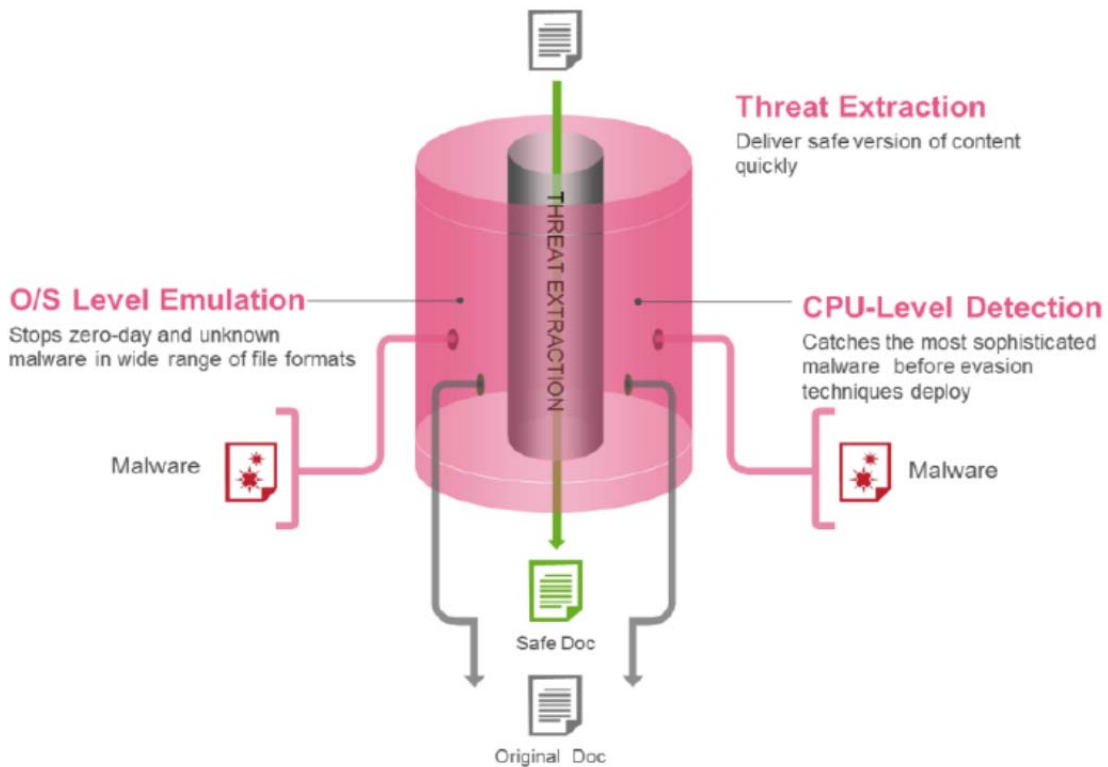 Threat Extraction
Deliver safe version of content
quickly
THREAT EXTRACTION
O/S Level Emulation
Stops zero-day and unknown
malware in wide range of file formats
CPU-Level Detection
Catches the most sophisticated
malware before evasion
techniques deploy
Malware
Malware
Safe Doc
Original Doc